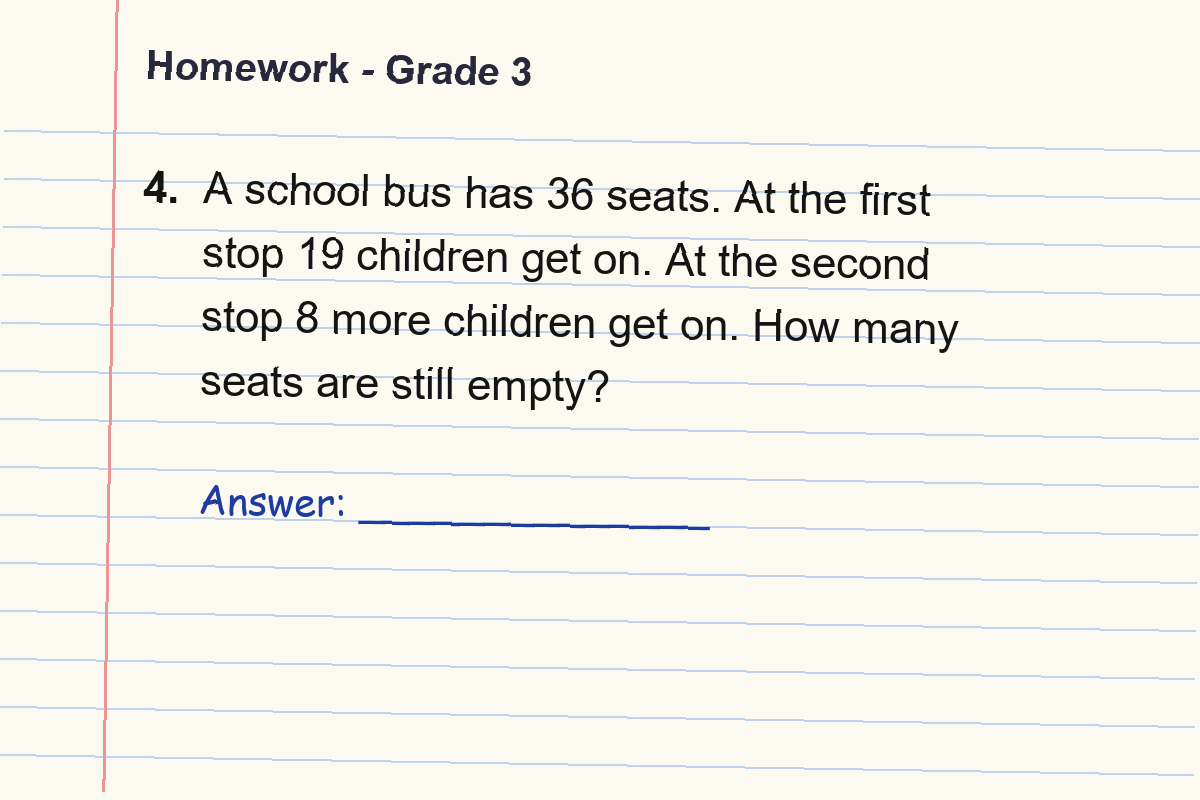 Homework - Grade 3
4. A school bus has 36 seats. At the first
stop 19 children get on. At the second
stop 8 more children get on. How many
seats are still empty?
Answer: _______________